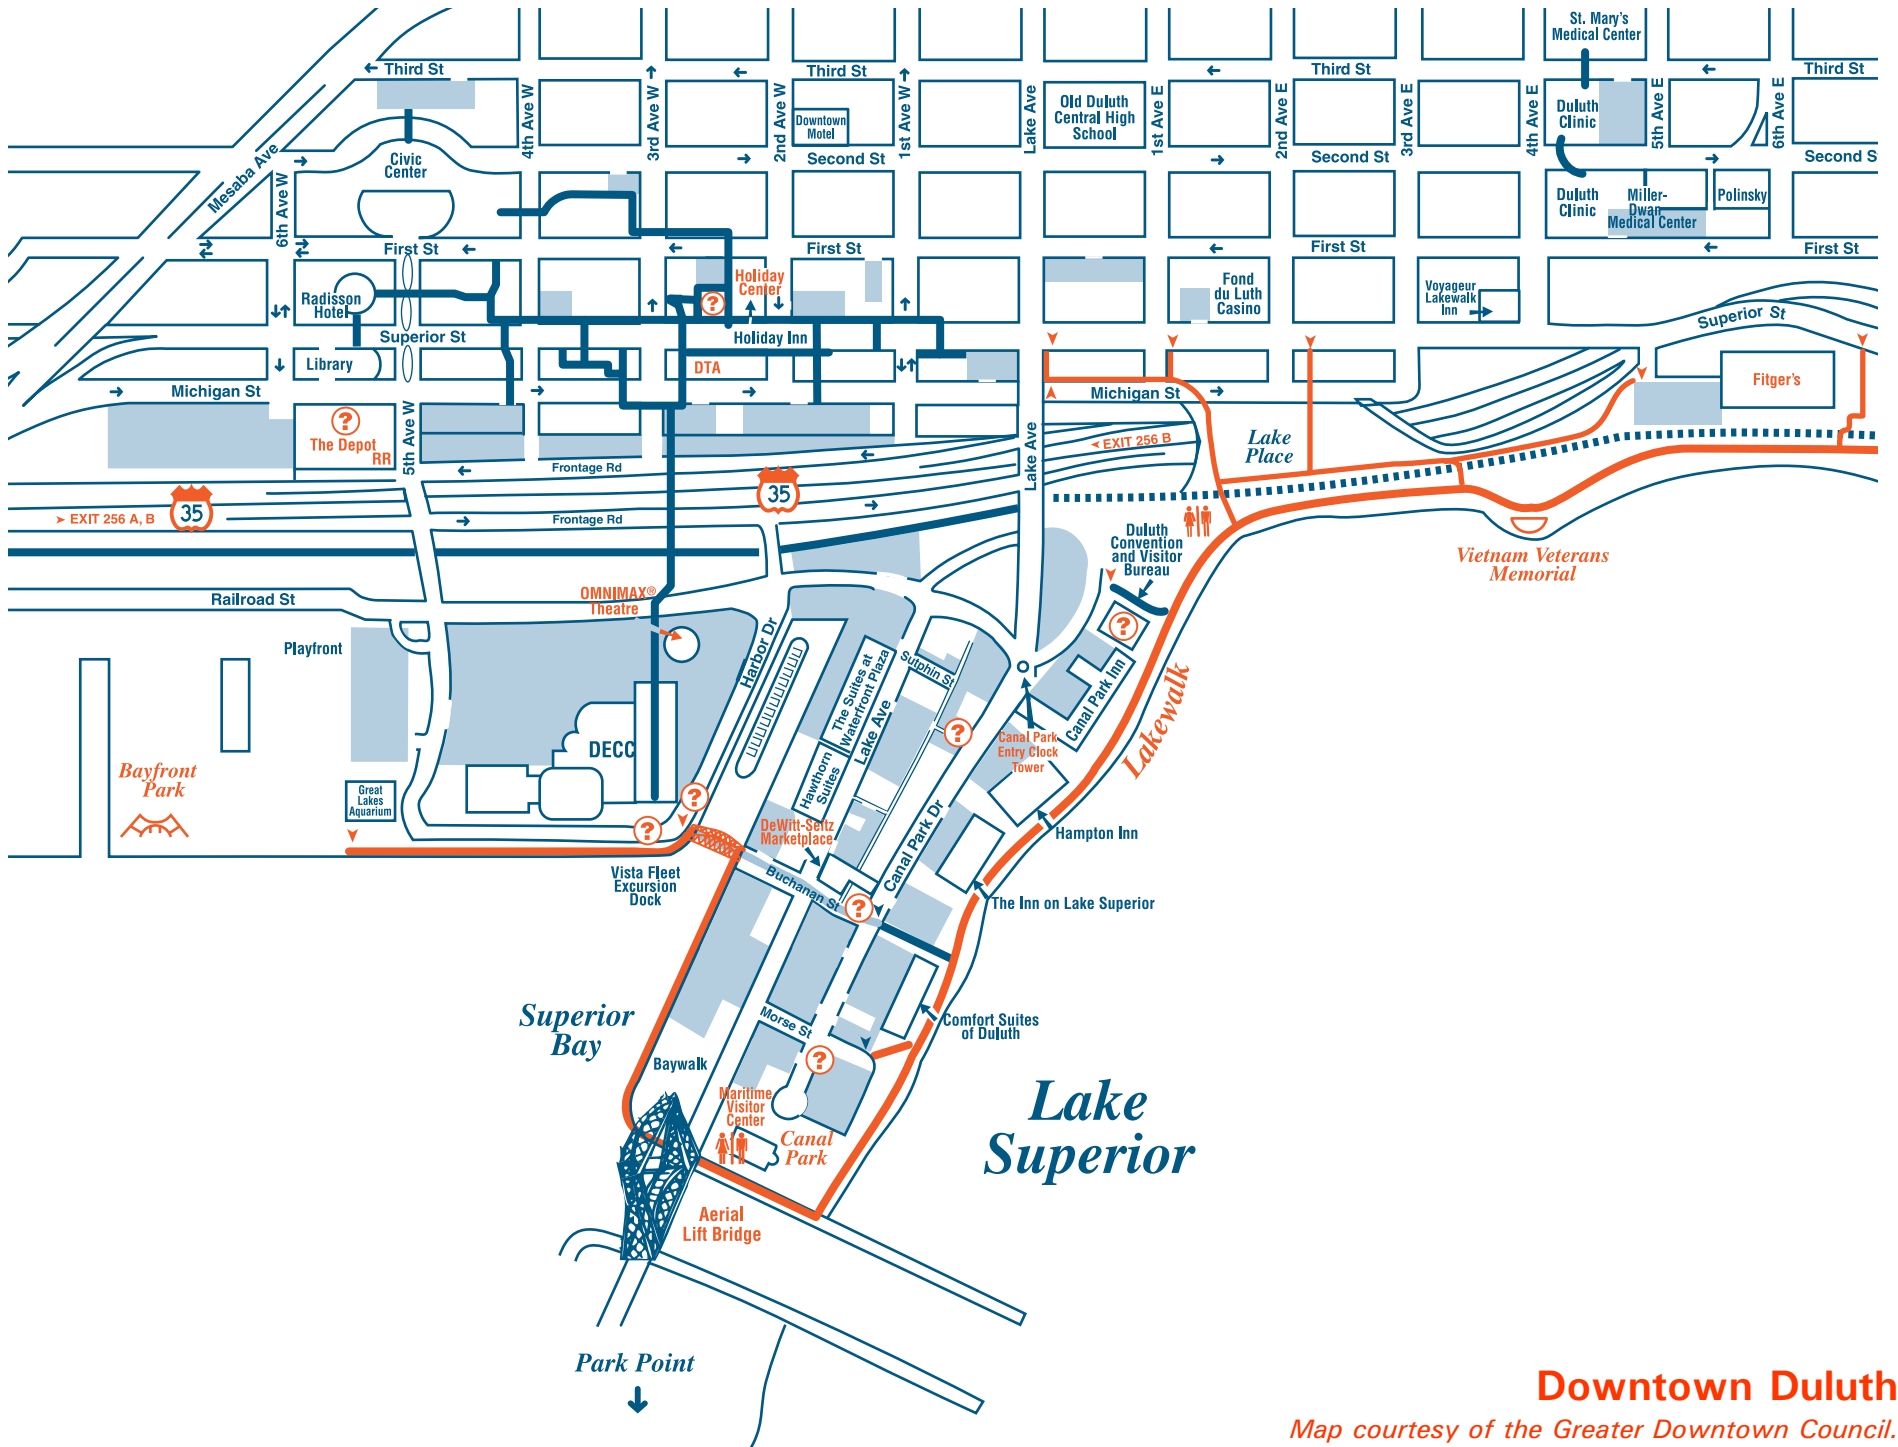 St. Mary's
Medical Center
Third St
Third St
Third St
Third St
4th Ave W
3rd Ave W
2nd Ave W
1st Ave W
Lake Ave
1st Ave E
2nd Ave E
3rd Ave E
4th Ave E
5th Ave E
6th Ave E
Downtown
Motel
Old Duluth
Central High
School
Duluth
Clinic
Mesaba Ave
6th Ave W
Civic
Center
Second St
Second St
Second S
Duluth
Clinic
Miller-
Dwan
Medical Center
Polinsky
First St
First St
First St
First St
Radisson
Hotel
?
Holiday
Center
Fond
du Luth
Casino
Voyageur
Lakewalk
Inn
Superior St
Superior St
Holiday Inn
Library
DTA
Fitger's
Michigan St
Michigan St
?
The Depot
RR
5th Ave W
Lake Ave
EXIT 256 B
Lake
Place
Frontage Rd
35
35
EXIT 256 A, B
Frontage Rd
Duluth
Convention
and Visitor
Bureau
Vietnam Veterans
Memorial
Railroad St
OMNIMAX®
Theatre
Playfront
Harbor Dr
The Suites at
Waterfront Plaza
Sutphin St
?
Canal Park Inn
Lakewalk
Lake Ave
?
Canal Park
Entry Clock
Tower
DECC
Hawthorn
Suites
Bayfront
Park
Great
Lakes
Aquarium
?
?
DeWitt-Seitz
Marketplace
Canal Park Dr
Hampton Inn
Vista Fleet
Excursion
Dock
Buchanan St
?
The Inn on Lake Superior
Superior
Bay
Morse St
Comfort Suites
of Duluth
Baywalk
?
Maritime
Visitor
Center
Canal
Park
Lake
Superior
Aerial
Lift Bridge
Park Point
Downtown Duluth
Map courtesy of the Greater Downtown Council.